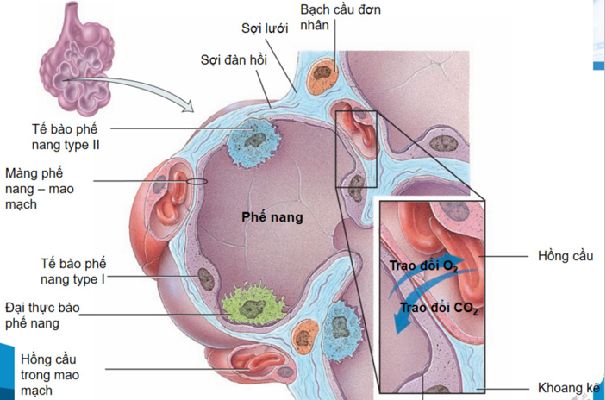 Bạch cầu đơn
nhân
Sợi lưới
Sợi đàn hồi
Tế bào phế
nang type II
Màng phế
nang – mao
mạch
Phế nang
Tế bào phế
nang type I
Đại thực bào
phế nang
Hồng cầu
trong mao
mạch
Trao đổi O₂
Trao đổi CO₂
Hồng cầu
Khoang kẽ